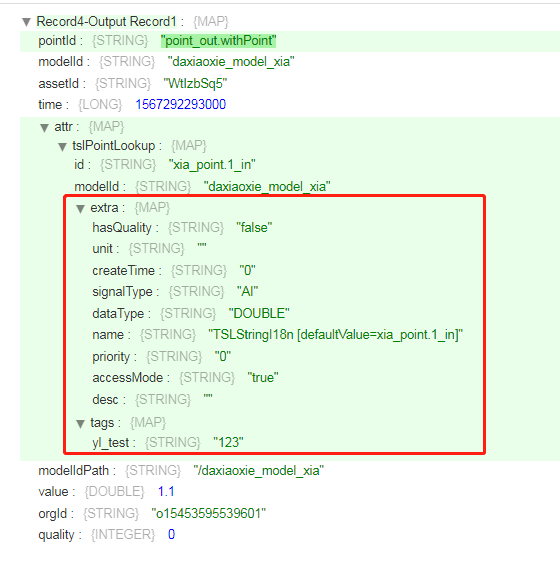 ▼ Record4-Output Record1 : {MAP}
pointId : {STRING} "point_out.withPoint"
modelId : {STRING} "daxiaoxie_model_xia"
assetId : {STRING} "WtIzbSq5"
time : {LONG} 1567292293000
▼ attr : {MAP}
▼ tslPointLookup : {MAP}
id : {STRING} "xia_point.1_in"
modelId : {STRING} "daxiaoxie_model_xia"
▼ extra : {MAP}
hasQuality : {STRING} "false"
unit : {STRING} ""
createTime : {STRING} "0"
signalType : {STRING} "AI"
dataType : {STRING} "DOUBLE"
name : {STRING} "TSLStringI18n [defaultValue=xia_point.1_in]"
priority : {STRING} "0"
accessMode : {STRING} "true"
desc : {STRING} ""
▼ tags : {MAP}
yl_test : {STRING} "123"
modelIdPath : {STRING} "/daxiaoxie_model_xia"
value : {DOUBLE} 1.1
orgId : {STRING} "o15453595539601"
quality : {INTEGER} 0